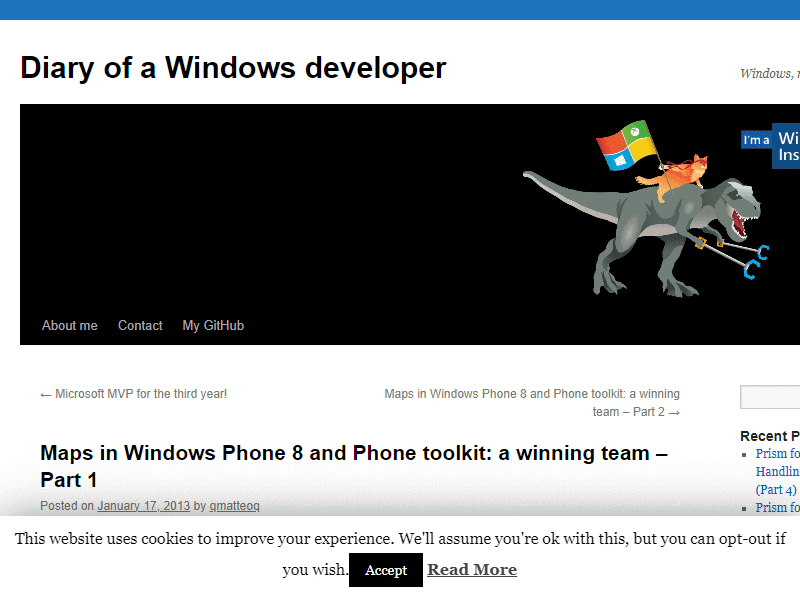 Diary of a Windows developer
Windows,
I'm a
About me Contact My GitHub
← Microsoft MVP for the third year!
Maps in Windows Phone 8 and Phone toolkit: a winning
team – Part 2 →
Maps in Windows Phone 8 and Phone toolkit: a winning team –
Part 1
Posted on January 17, 2013 by qmatteoq
Recent P
Prism fo
Handlin
(Part 4)
Prism fo
This website uses cookies to improve your experience. We'll assume you're ok with this, but you can opt-out if
you wish. Accept Read More